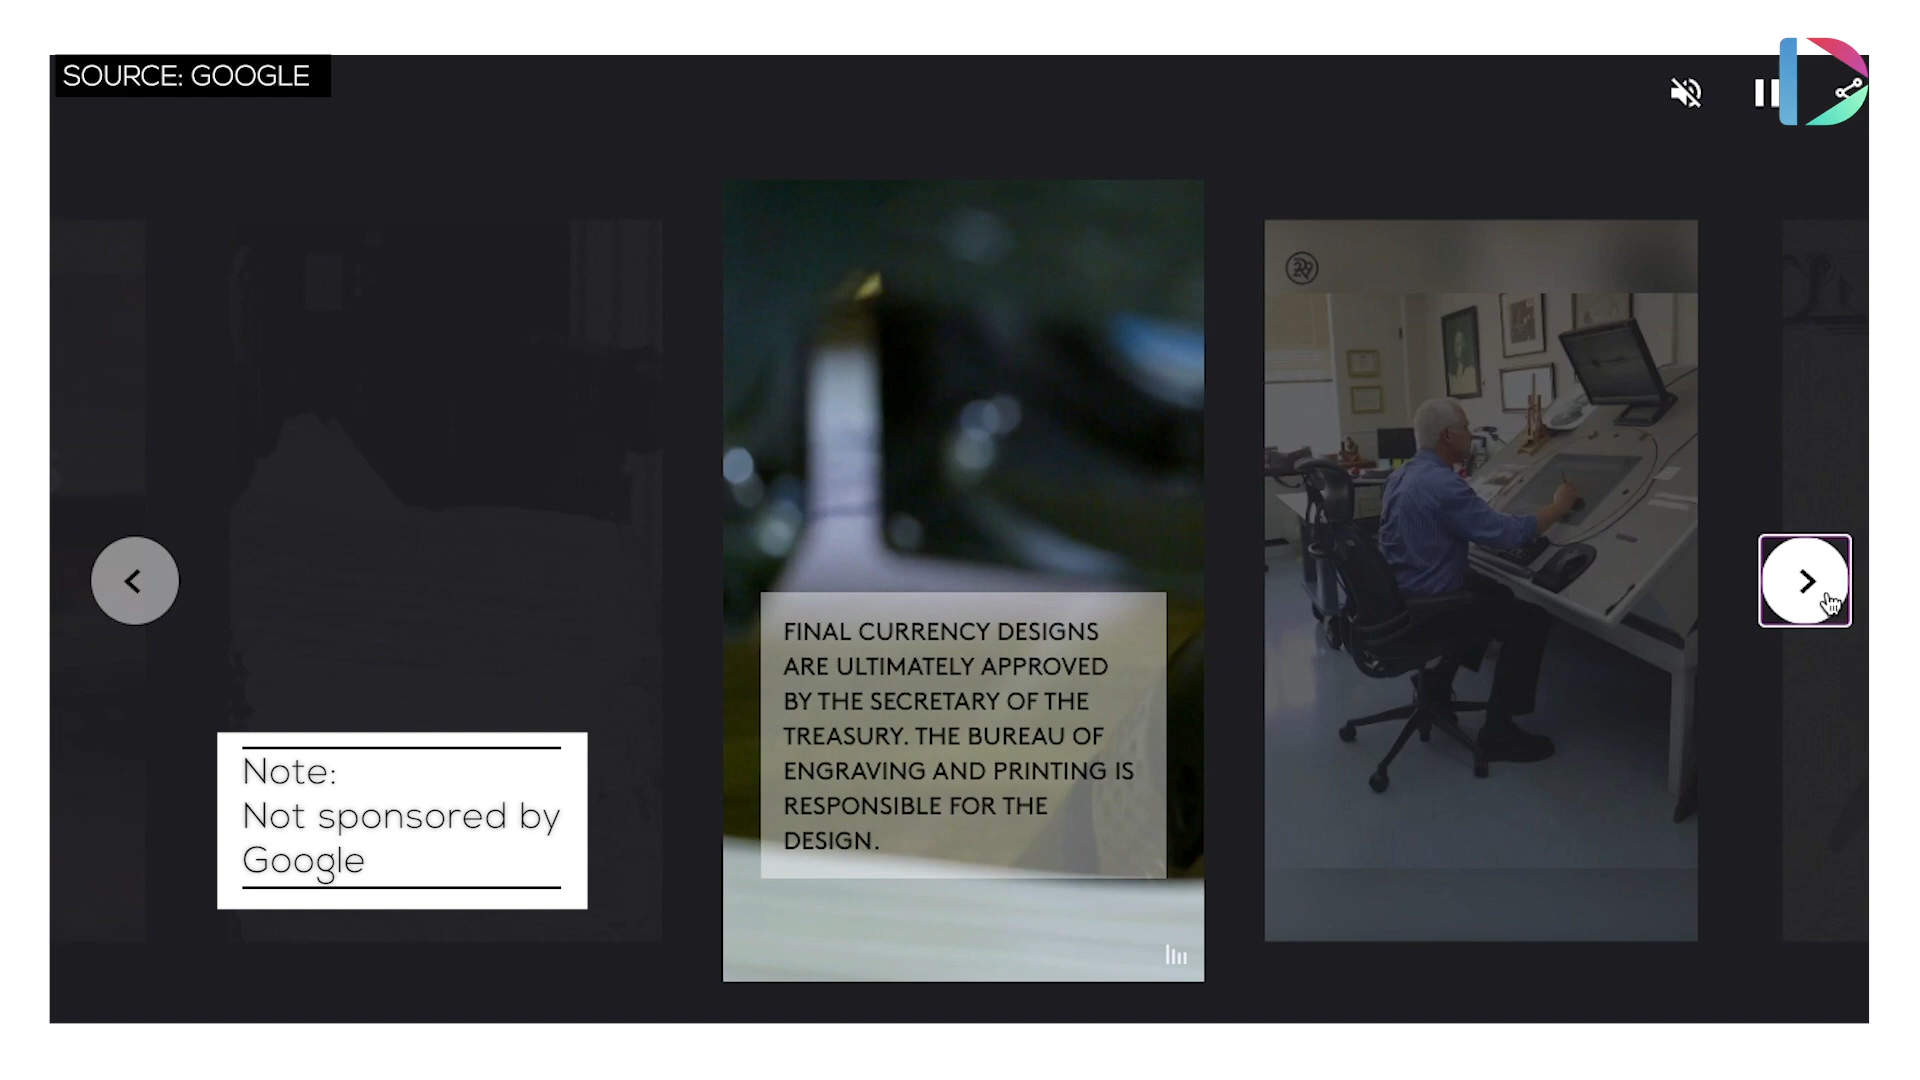 SOURCE: GOOGLE
FINAL CURRENCY DESIGNS
ARE ULTIMATELY APPROVED
BY THE SECRETARY OF THE
TREASURY. THE BUREAU OF
ENGRAVING AND PRINTING IS
RESPONSIBLE FOR THE
DESIGN.
Note:
Not sponsored by
Google
R29